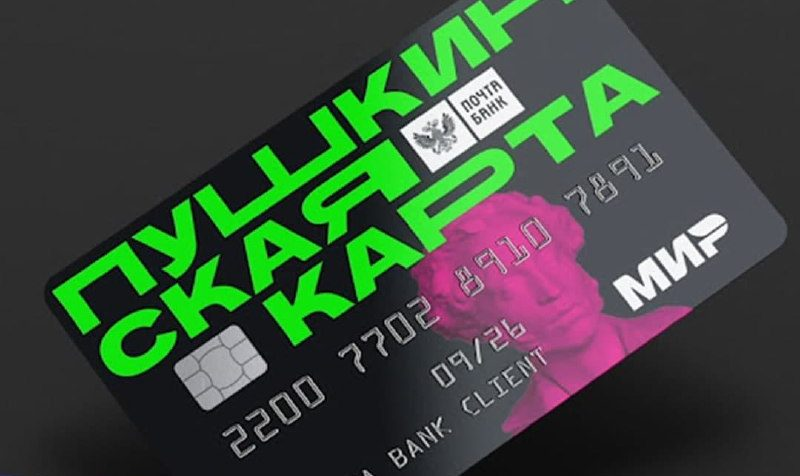 ПУШКИН
СКАЯ
КАРТА
ПОЧТА
БАНК
2200 7702 8910 7891
МИР
09/26
BANK CLIENT